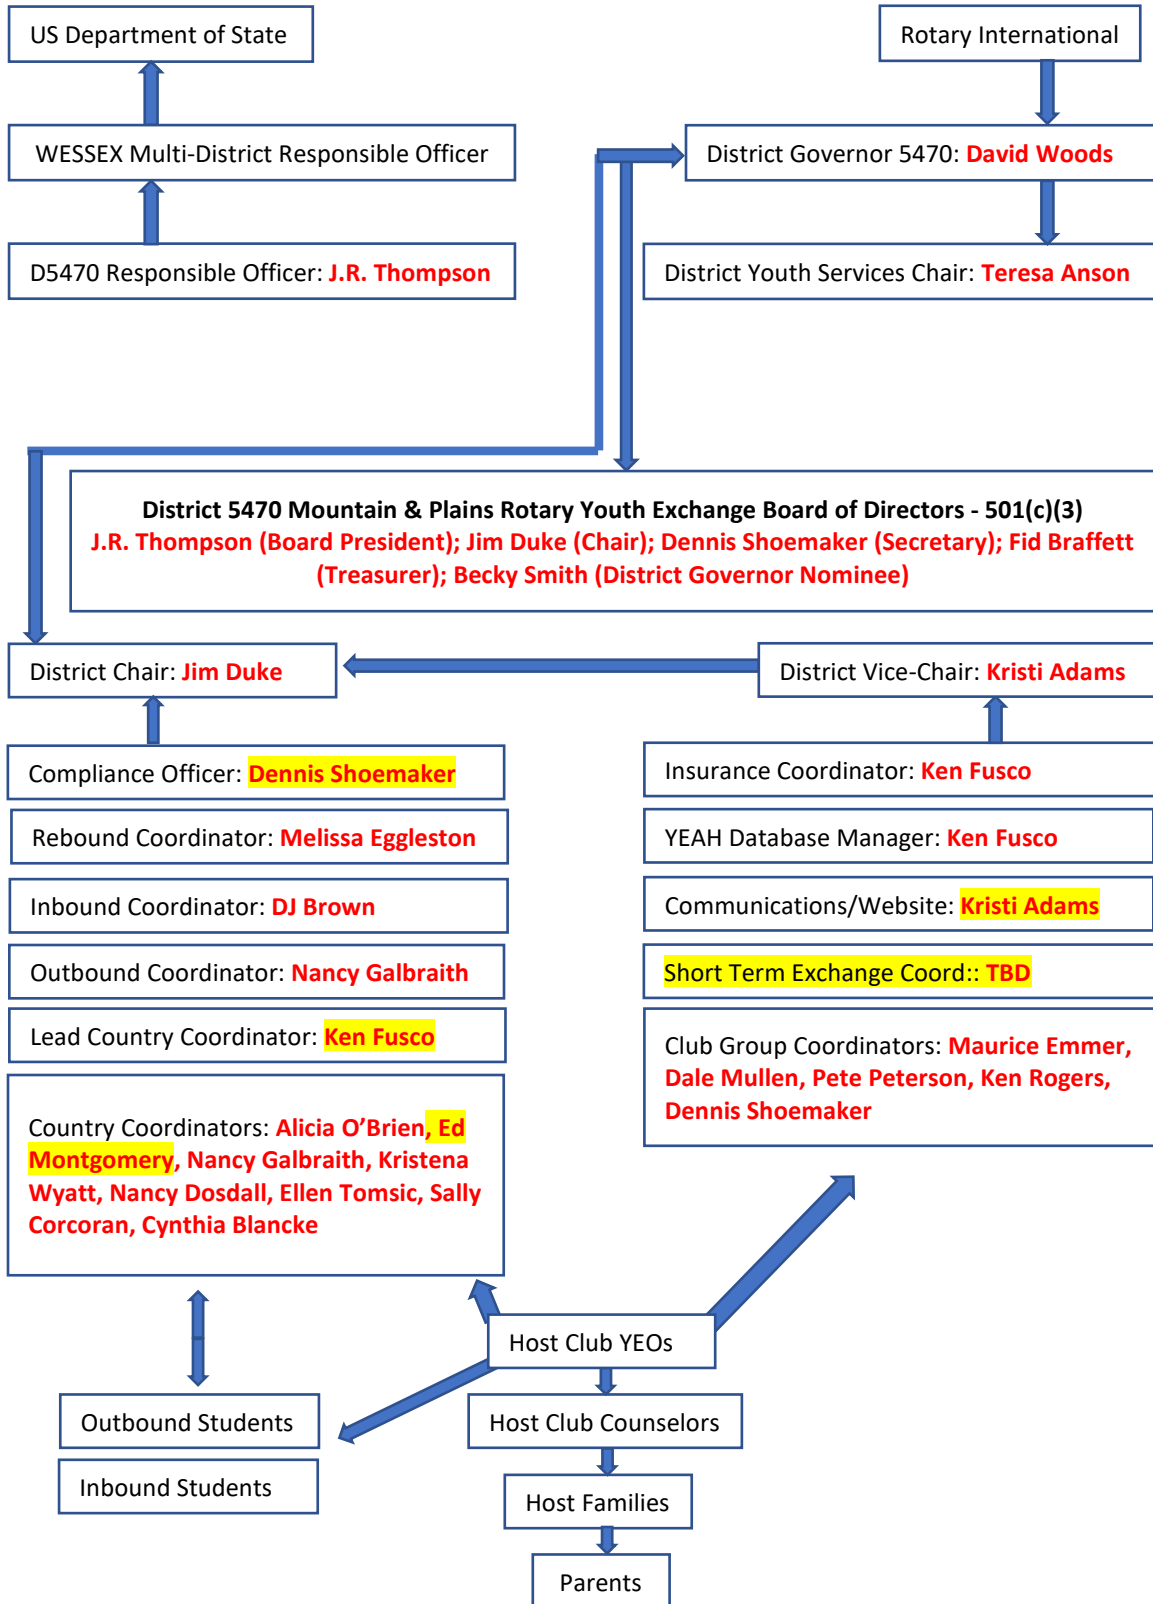 US Department of State
Rotary International
WESSEX Multi-District Responsible Officer
District Governor 5470: David Woods
D5470 Responsible Officer: J.R. Thompson
District Youth Services Chair: Teresa Anson
District 5470 Mountain & Plains Rotary Youth Exchange Board of Directors - 501(c)(3)
J.R. Thompson (Board President); Jim Duke (Chair); Dennis Shoemaker (Secretary); Fid Braffett
(Treasurer); Becky Smith (District Governor Nominee)
District Chair: Jim Duke
District Vice-Chair: Kristi Adams
Compliance Officer: Dennis Shoemaker
Rebound Coordinator: Melissa Eggleston
Inbound Coordinator: DJ Brown
Outbound Coordinator: Nancy Galbraith
Lead Country Coordinator: Ken Fusco
Country Coordinators: Alicia O’Brien, Ed
Montgomery, Nancy Galbraith, Kristena
Wyatt, Nancy Dosdall, Ellen Tomsic, Sally
Corcoran, Cynthia Blancke
Insurance Coordinator: Ken Fusco
YEAH Database Manager: Ken Fusco
Communications/Website: Kristi Adams
Short Term Exchange Coord:: TBD
Club Group Coordinators: Maurice Emmer,
Dale Mullen, Pete Peterson, Ken Rogers,
Dennis Shoemaker
Host Club YEOs
Outbound Students
Inbound Students
Host Club Counselors
Host Families
Parents